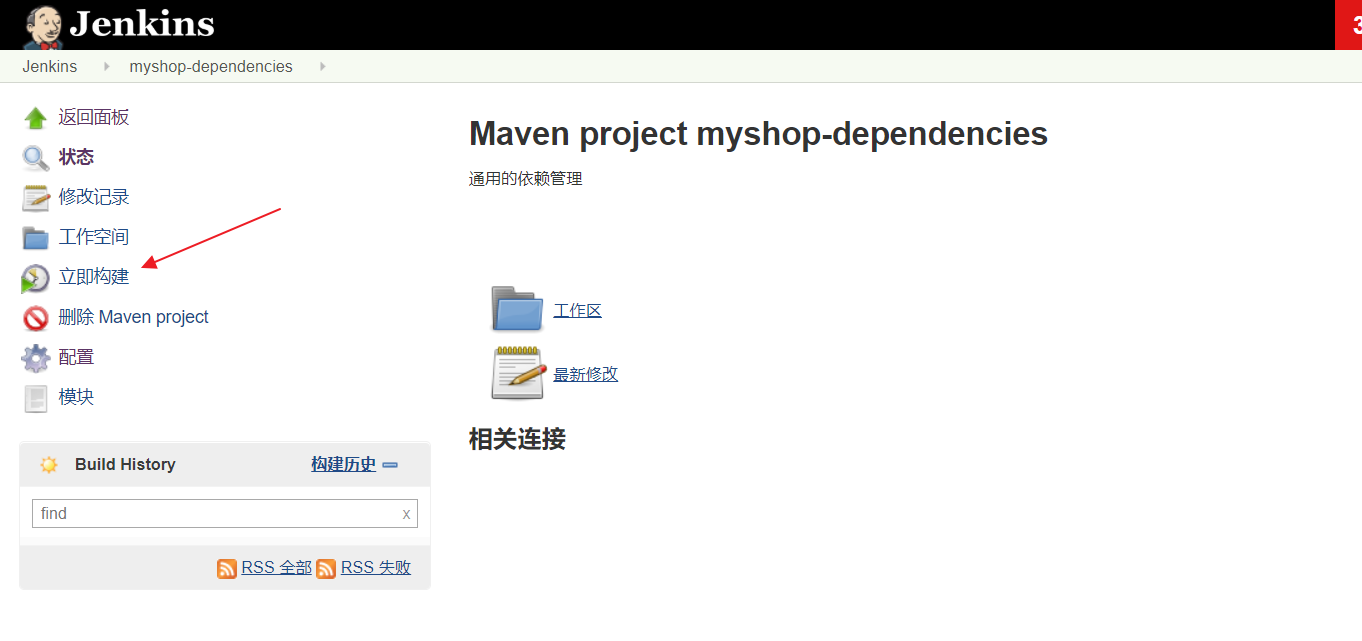 Jenkins
3
Jenkins
myshop-dependencies
返回面板
状态
修改记录
工作空间
立即构建
删除 Maven project
配置
模块
Build History
构建历史
find
x
RSS 全部
RSS 失败
Maven project myshop-dependencies
通用的依赖管理
工作区
最新修改
相关连接